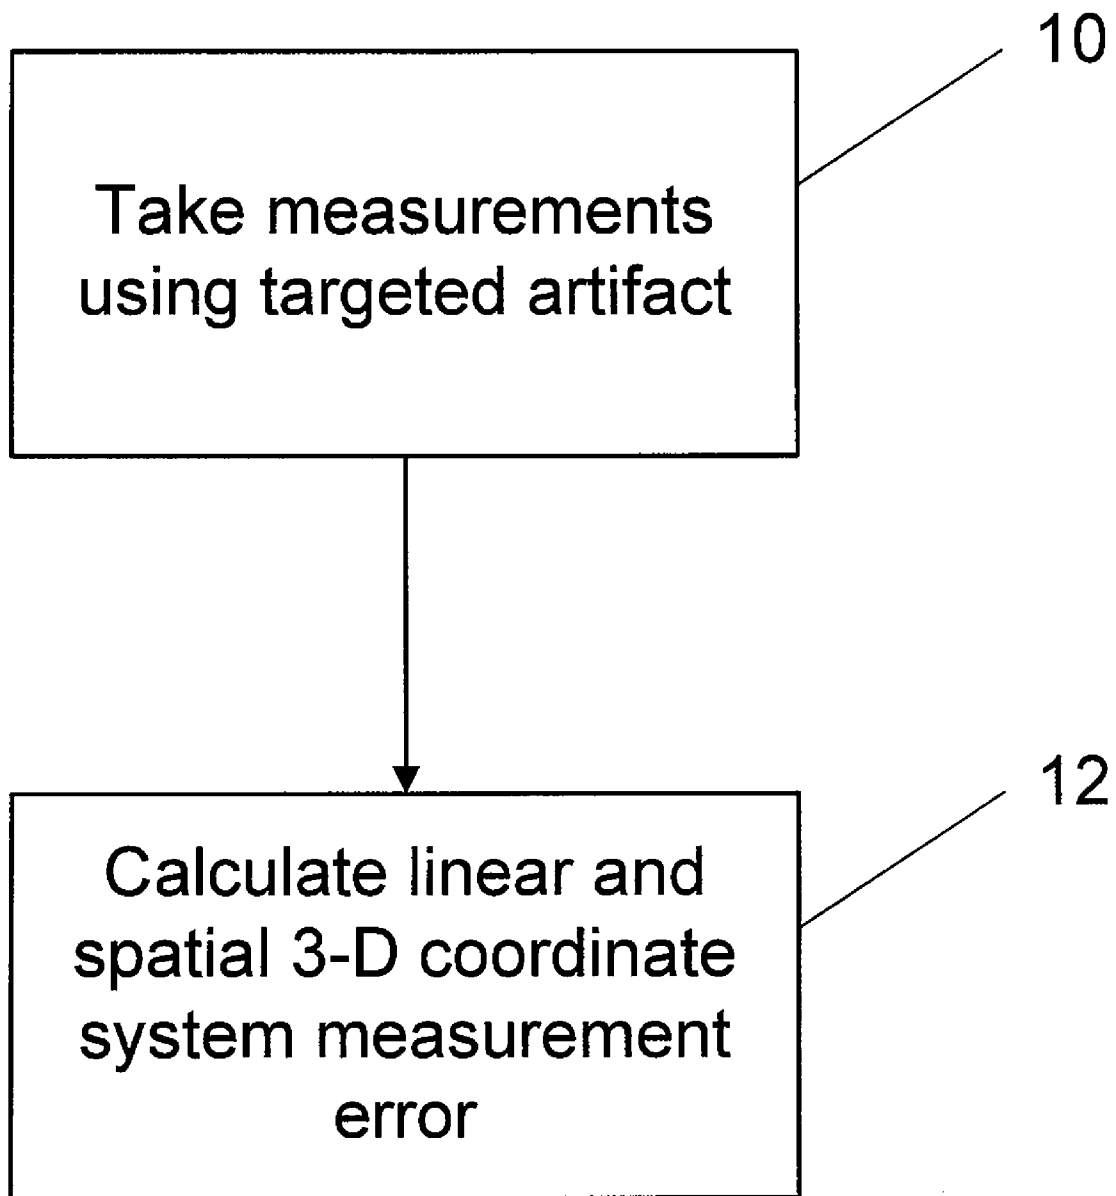 10
Take measurements
using targeted artifact
12
Calculate linear and
spatial 3-D coordinate
system measurement
error